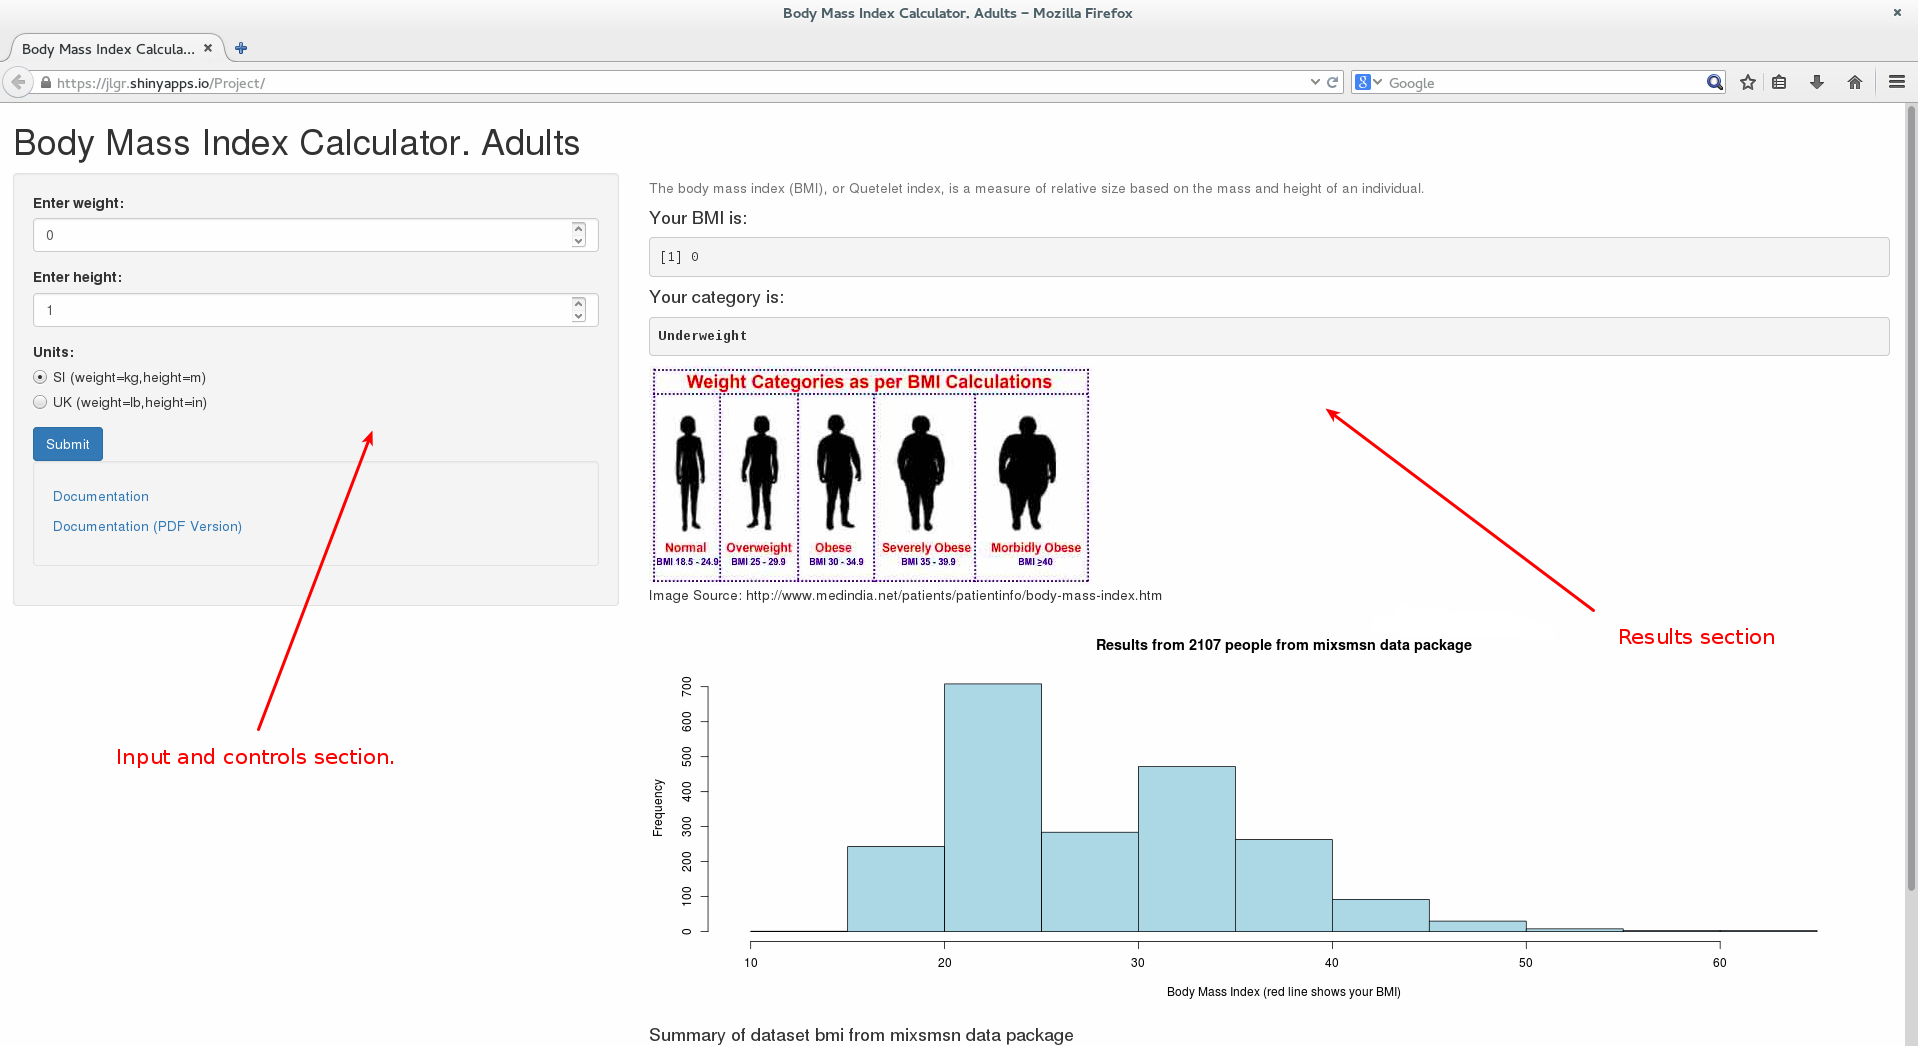 Body Mass Index Calculator. Adults - Mozilla Firefox
Body Mass Index Calcula...
https://jlgr.shinyapps.io/Project/
Google
Body Mass Index Calculator. Adults
Enter weight:
0
Enter height:
1
Units:
SI (weight=kg,height=m)
UK (weight=lb,height=in)
Submit
Documentation
Documentation (PDF Version)
Input and controls section.
The body mass index (BMI), or Quetelet index, is a measure of relative size based on the mass and height of an individual.
Your BMI is:
[1] 0
Your category is:
Underweight
Weight Categories as per BMI Calculations
Normal Overweight Obese Severely Obese Morbidly Obese
BMI 18.5 - 24.9 BMI 25 - 29.9 BMI 30 - 34.9 BMI 35 - 39.9 BMI ≥40
Image Source: http://www.medindia.net/patients/patientinfo/body-mass-index.htm
Results section
Results from 2107 people from mixsmsn data package
Frequency
700
600
500
400
300
200
100
0
10 20 30 40 50 60
Body Mass Index (red line shows your BMI)
Summary of dataset bmi from mixsmsn data package